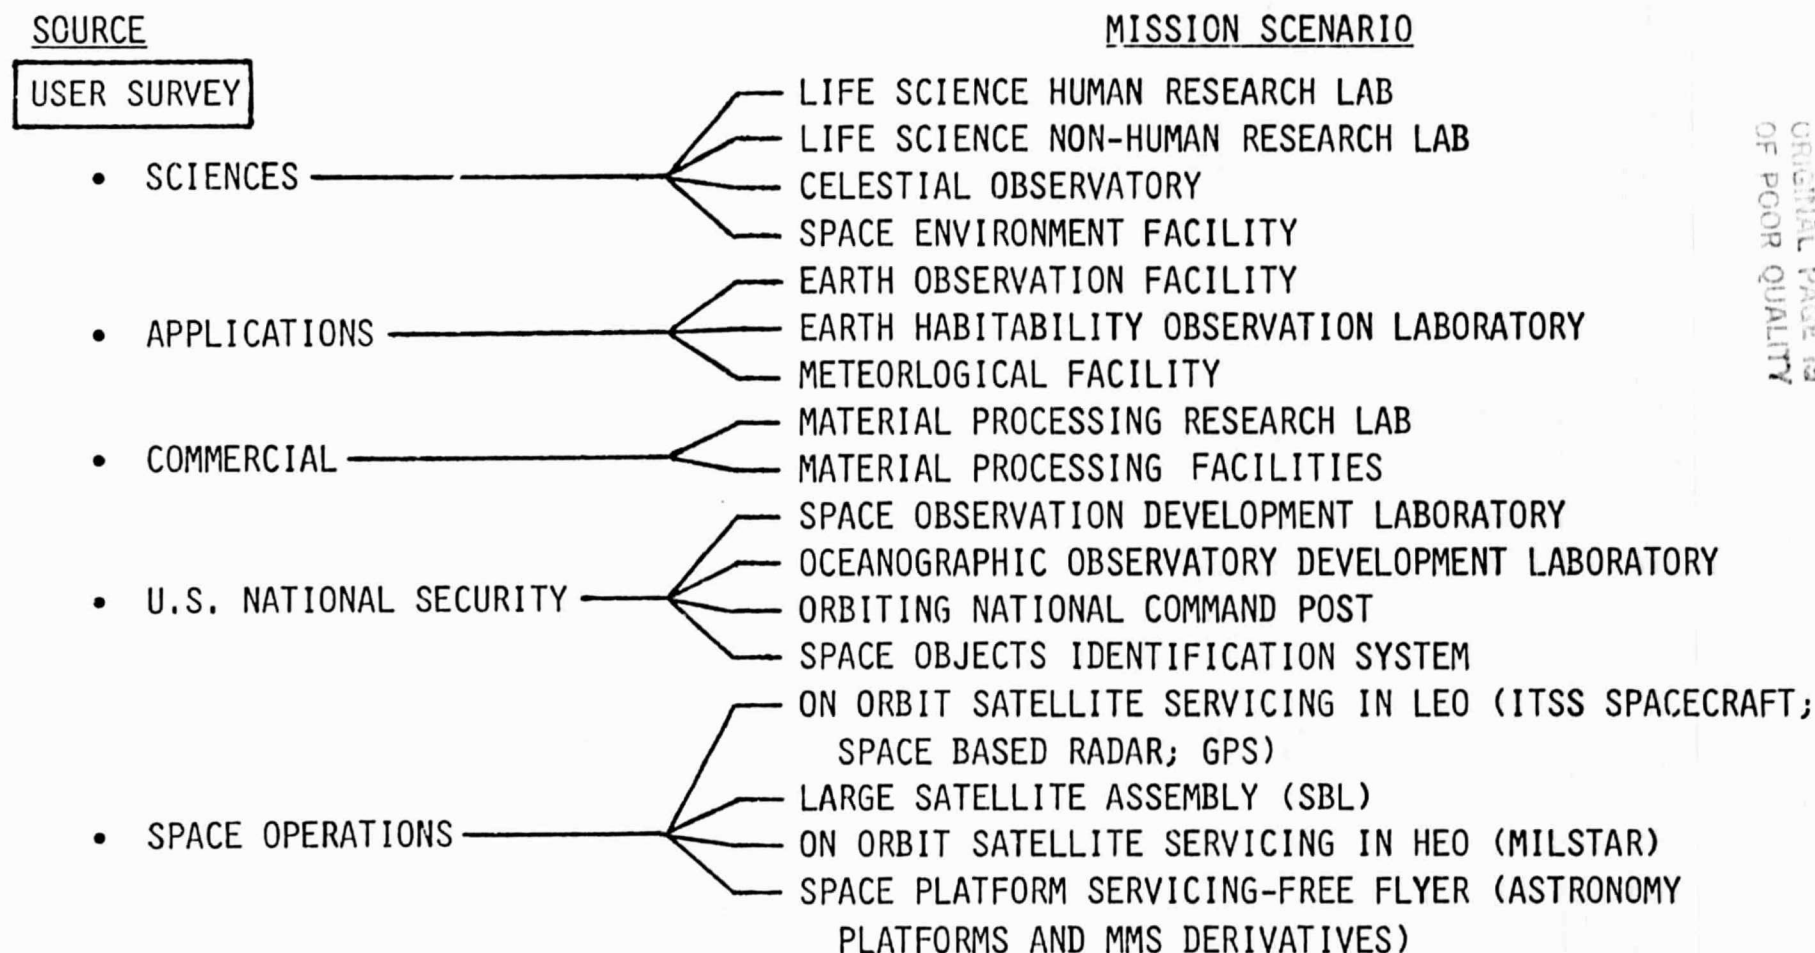 SOURCE
MISSION SCENARIO
USER SURVEY
• SCIENCES
LIFE SCIENCE HUMAN RESEARCH LAB
LIFE SCIENCE NON-HUMAN RESEARCH LAB
CELESTIAL OBSERVATORY
SPACE ENVIRONMENT FACILITY
• APPLICATIONS
EARTH OBSERVATION FACILITY
EARTH HABITABILITY OBSERVATION LABORATORY
METEORLOGICAL FACILITY
• COMMERCIAL
MATERIAL PROCESSING RESEARCH LAB
MATERIAL PROCESSING FACILITIES
• U.S. NATIONAL SECURITY
SPACE OBSERVATION DEVELOPMENT LABORATORY
OCEANOGRAPHIC OBSERVATORY DEVELOPMENT LABORATORY
ORBITING NATIONAL COMMAND POST
SPACE OBJECTS IDENTIFICATION SYSTEM
• SPACE OPERATIONS
ON ORBIT SATELLITE SERVICING IN LEO (ITSS SPACECRAFT;
SPACE BASED RADAR; GPS)
LARGE SATELLITE ASSEMBLY (SBL)
ON ORBIT SATELLITE SERVICING IN HEO (MILSTAR)
SPACE PLATFORM SERVICING-FREE FLYER (ASTRONOMY
PLATFORMS AND MMS DERIVATIVES)
ORIGINAL PAGE IS
OF POOR QUALITY